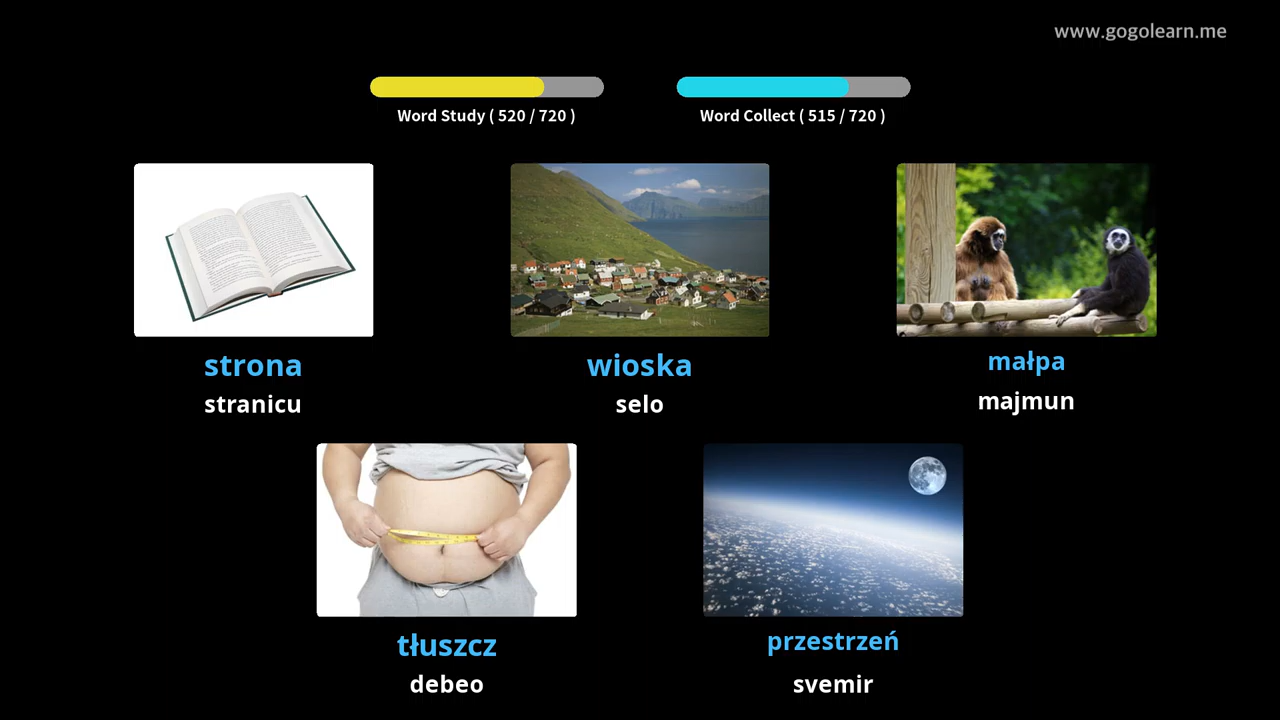 www.gogolearn.me
Word Study ( 520 / 720 )
Word Collect ( 515 / 720 )
strona
stranicu
wioska
selo
małpa
majmun
tłuszcz
debeo
przestrzeń
svemir